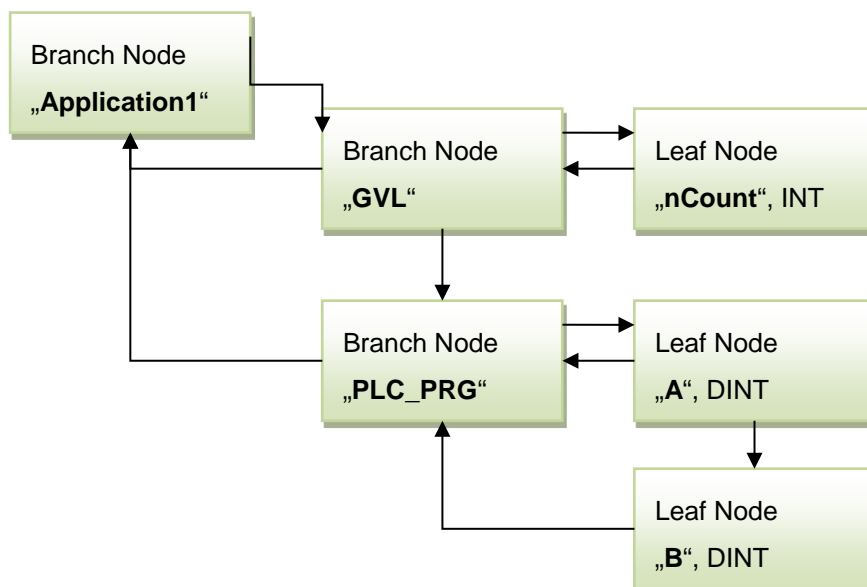 Branch Node
„Application1“
Branch Node
„GVL“
Leaf Node
„nCount“, INT
Branch Node
„PLC_PRG“
Leaf Node
„A“, DINT
Leaf Node
„B“, DINT